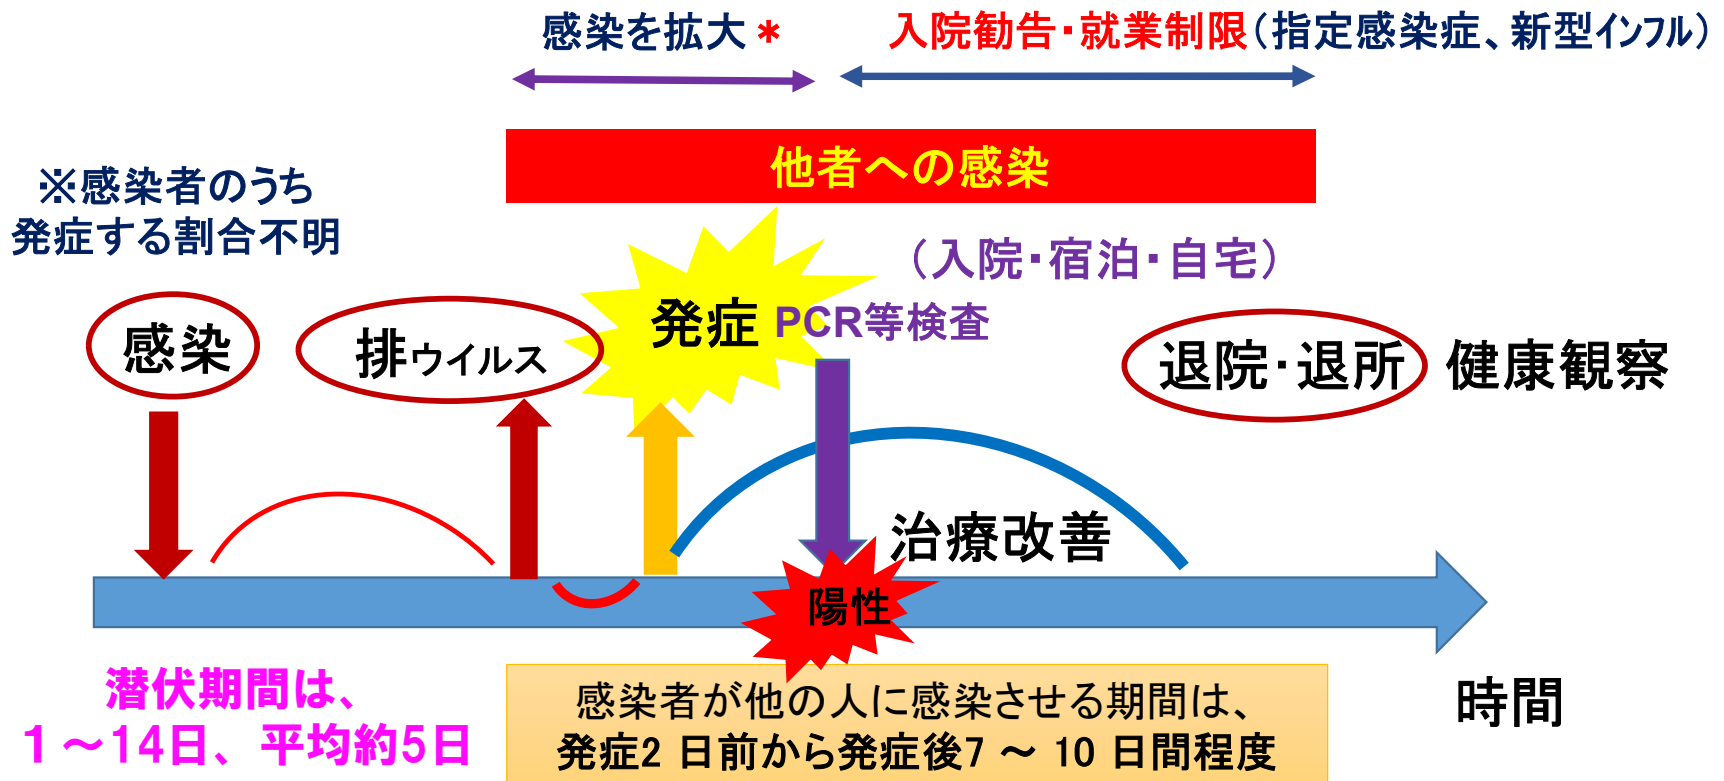 感染を拡大*
入院勧告・就業制限(指定感染症、新型インフル)
他者への感染
※感染者のうち
発症する割合不明
(入院・宿泊・自宅)
感染
排ウイルス
発症
PCR等検査
退院・退所
健康観察
治療改善
陽性
潜伏期間は、
1～14日、平均約5日
感染者が他の人に感染させる期間は、
発症2 日前から発症後7 ～ 10 日間程度
時間